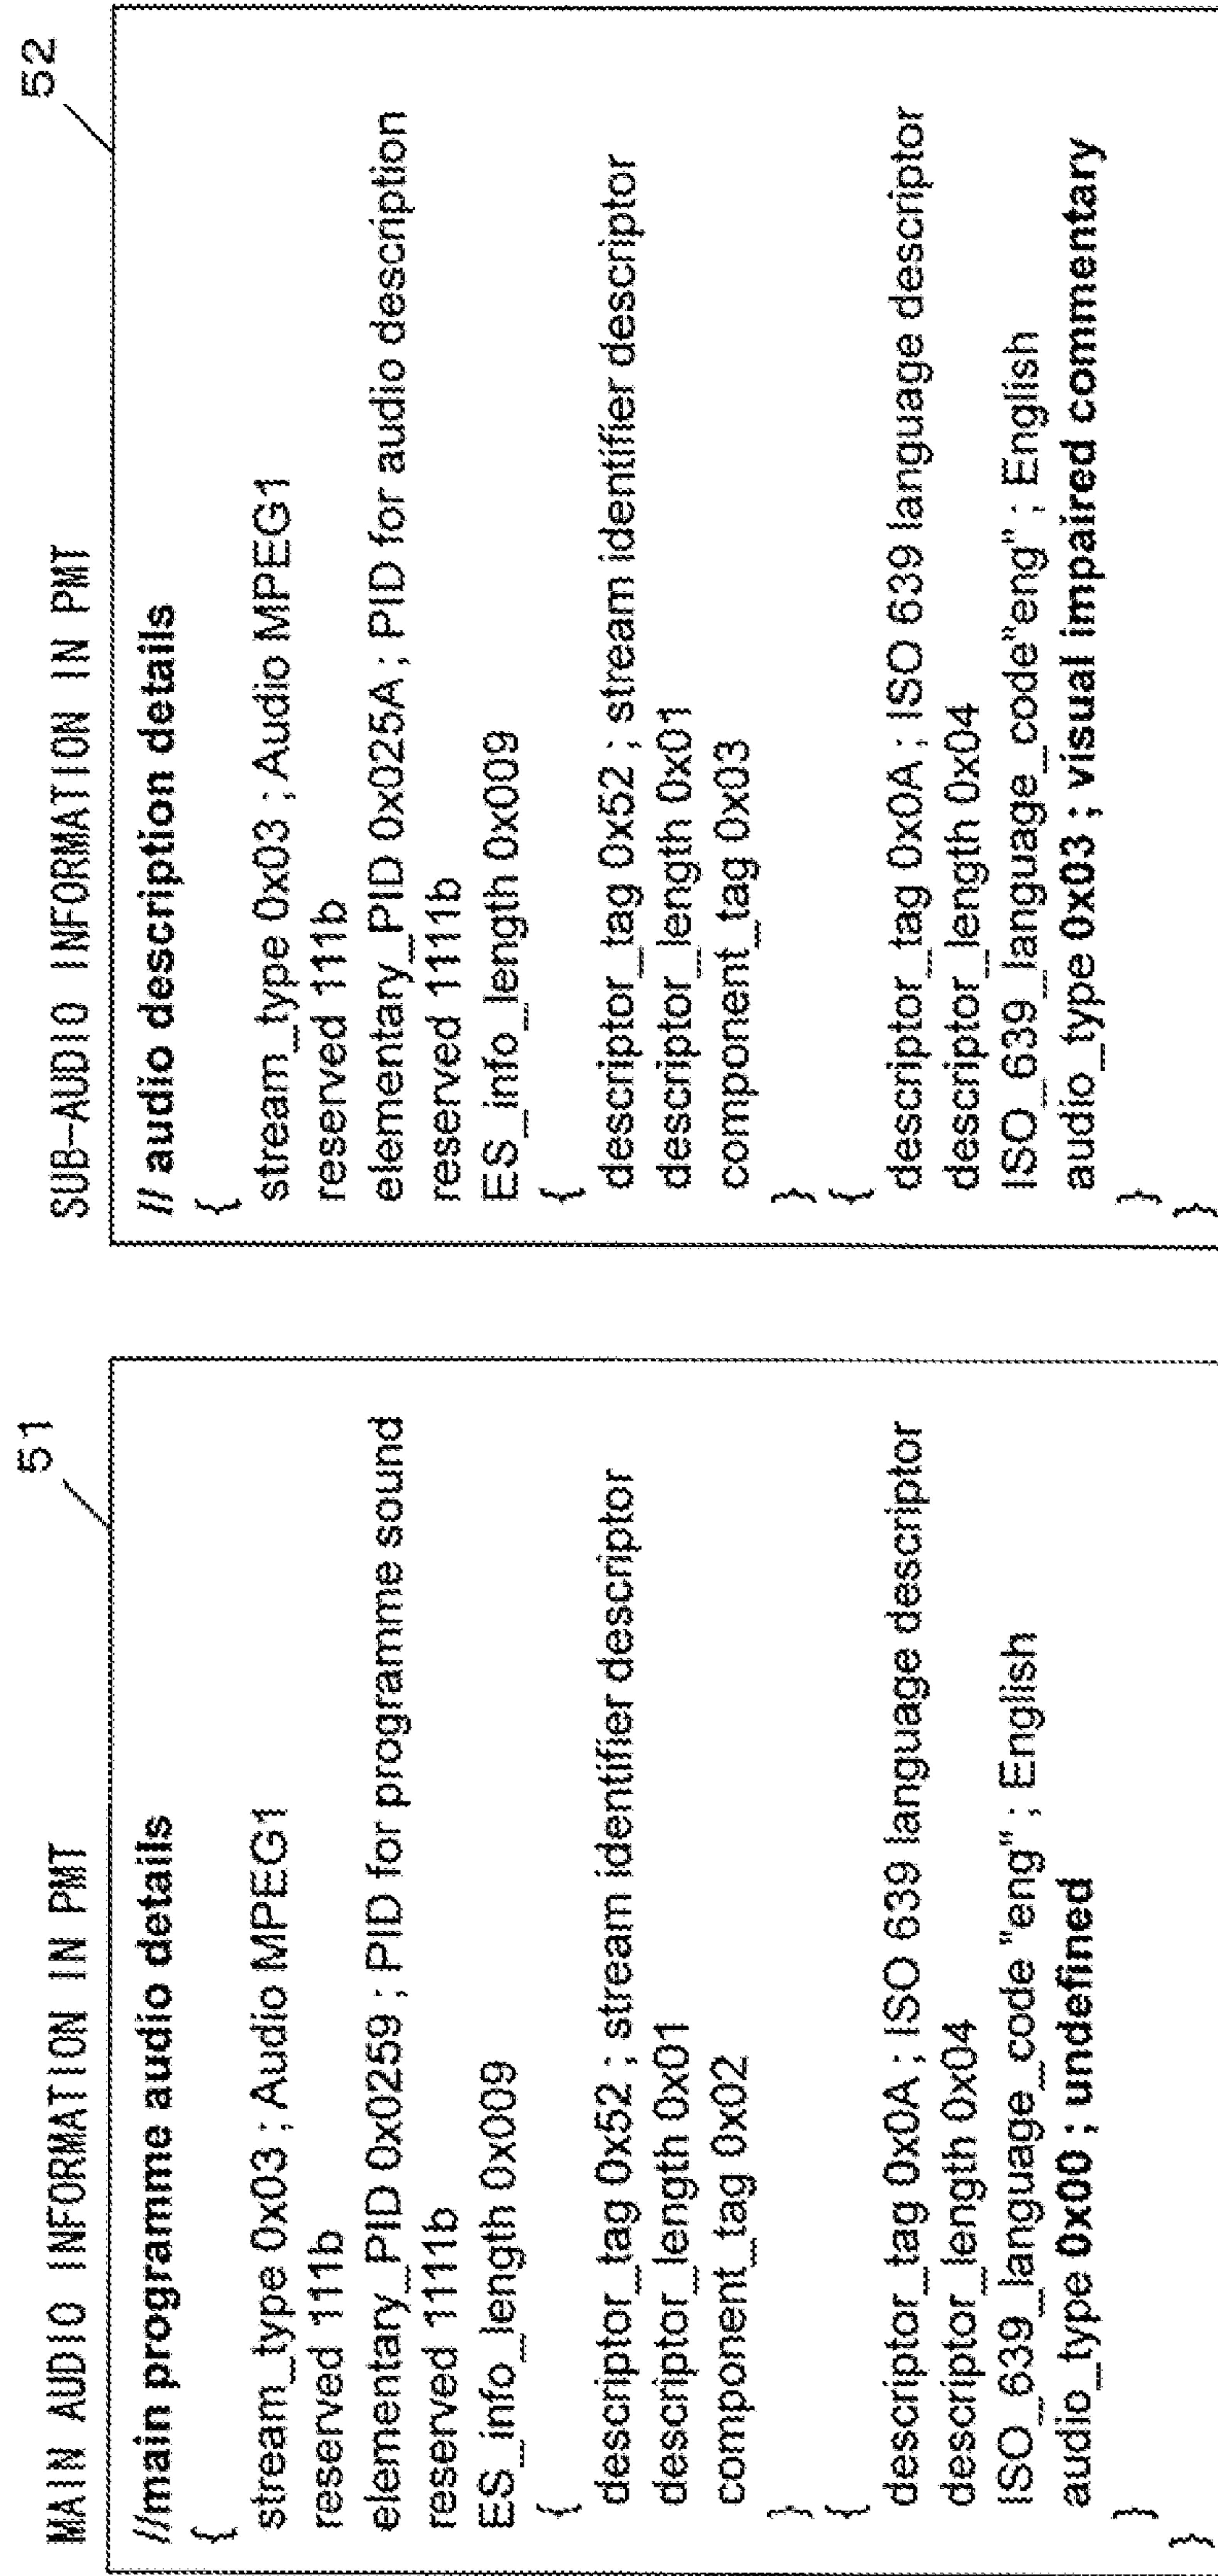 MAIN AUDIO INFORMATION IN PMT
51
//main programme audio details
{
stream_type 0x03 ; Audio MPEG1
reserved 111b
elementary_PID 0x0259 ; PID for programme sound
reserved 1111b
ES_info_length 0x009
{
descriptor_tag 0x52 ; stream identifier descriptor
descriptor_length 0x01
component_tag 0x02
}
{
descriptor_tag 0x0A ; ISO 639 language descriptor
descriptor_length 0x04
ISO_639_language_code "eng" ; English
audio_type 0x00 ; undefined
}
}
SUB-AUDIO INFORMATION IN PMT
52
// audio description details
{
stream_type 0x03 ; Audio MPEG1
reserved 111b
elementary_PID 0x025A ; PID for audio description
reserved 1111b
ES_info_length 0x009
{
descriptor_tag 0x52 ; stream identifier descriptor
descriptor_length 0x01
component_tag 0x03
}
{
descriptor_tag 0x0A ; ISO 639 language descriptor
descriptor_length 0x04
ISO_639_language_code"eng" ; English
audio_type 0x03 ; visual impaired commentary
}
}